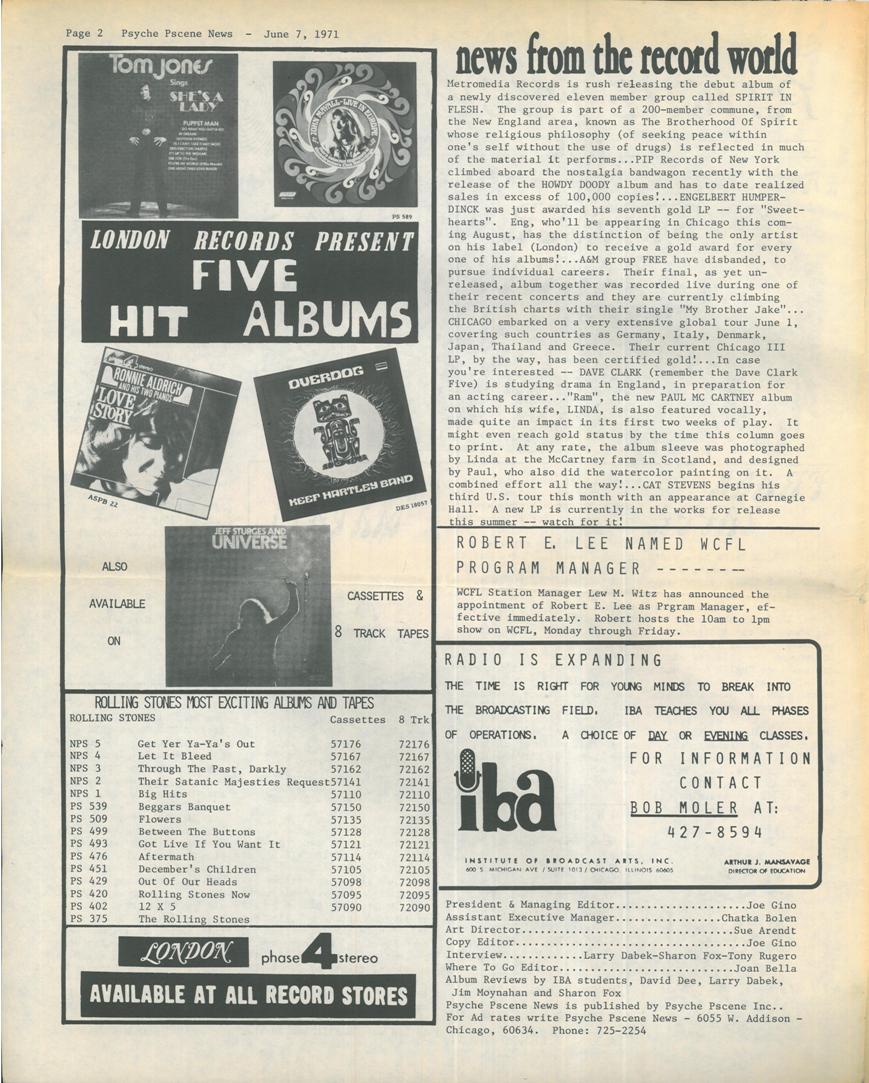 Page 2   Psyche Pscene News  -  June 7, 1971
Tom Jones
Sings
SHE'S A
LADY
PUPPET MAN
JOHN MAYALL-LIVE IN EUROPE
LONDON
PS 589
LONDON RECORDS PRESENT
FIVE
HIT ALBUMS
stereo
RONNIE ALDRICH
AND HIS TWO PIANOS
LOVE
STORY
ASPB 22
OVERDOG
KEEF HARTLEY BAND
DES 18057
JEFF STURGES AND
UNIVERSE
ALSO
AVAILABLE
ON
CASSETTES &
8 TRACK TAPES
ROLLING STONES MOST EXCITING ALBUMS AND TAPES
ROLLING STONES Cassettes 8 Trk
NPS 5 Get Yer Ya-Ya's Out 57176 72176
NPS 4 Let It Bleed 57167 72167
NPS 3 Through The Past, Darkly 57162 72162
NPS 2 Their Satanic Majesties Request57141 72141
NPS 1 Big Hits 57110 72110
PS 539 Beggars Banquet 57150 72150
PS 509 Flowers 57135 72135
PS 499 Between The Buttons 57128 72128
PS 493 Got Live If You Want It 57121 72121
PS 476 Aftermath 57114 72114
PS 451 December's Children 57105 72105
PS 429 Out Of Our Heads 57098 72098
PS 420 Rolling Stones Now 57095 72095
PS 402 12 X 5 57090 72090
PS 375 The Rolling Stones
LONDON phase 4 stereo
AVAILABLE AT ALL RECORD STORES
news from the record world
Metromedia Records is rush releasing the debut album of
a newly discovered eleven member group called SPIRIT IN
FLESH.  The group is part of a 200-member commune, from
the New England area, known as The Brotherhood Of Spirit
whose religious philosophy (of seeking peace within
one's self without the use of drugs) is reflected in much
of the material it performs...PIP Records of New York
climbed aboard the nostalgia bandwagon recently with the
release of the HOWDY DOODY album and has to date realized
sales in excess of 100,000 copies!...ENGELBERT HUMPER-
DINCK was just awarded his seventh gold LP -- for "Sweet-
hearts".  Eng, who'll be appearing in Chicago this com-
ing August, has the distinction of being the only artist
on his label (London) to receive a gold award for every
one of his albums!...A&M group FREE have disbanded, to
pursue individual careers.  Their final, as yet un-
released, album together was recorded live during one of
their recent concerts and they are currently climbing
the British charts with their single "My Brother Jake"...
CHICAGO embarked on a very extensive global tour June 1,
covering such countries as Germany, Italy, Denmark,
Japan, Thailand and Greece.  Their current Chicago III
LP, by the way, has been certified gold!...In case
you're interested -- DAVE CLARK (remember the Dave Clark
Five) is studying drama in England, in preparation for
an acting career..."Ram", the new PAUL MC CARTNEY album
on which his wife, LINDA, is also featured vocally,
made quite an impact in its first two weeks of play.  It
might even reach gold status by the time this column goes
to print.  At any rate, the album sleeve was photographed
by Linda at the McCartney farm in Scotland, and designed
by Paul, who also did the watercolor painting on it.  A
combined effort all the way!...CAT STEVENS begins his
third U.S. tour this month with an appearance at Carnegie
Hall.  A new LP is currently in the works for release
this summer -- watch for it!
ROBERT E. LEE NAMED WCFL
PROGRAM MANAGER --------
WCFL Station Manager Lew M. Witz has announced the
appointment of Robert E. Lee as Prgram Manager, ef-
fective immediately.  Robert hosts the 10am to 1pm
show on WCFL, Monday through Friday.
RADIO IS EXPANDING
THE TIME IS RIGHT FOR YOUNG MINDS TO BREAK INTO
THE BROADCASTING FIELD.  IBA TEACHES YOU ALL PHASES
OF OPERATIONS.  A CHOICE OF DAY OR EVENING CLASSES.
iba
FOR INFORMATION
CONTACT
BOB MOLER AT:
427-8594
INSTITUTE OF BROADCAST ARTS, INC.
600 S. MICHIGAN AVE / SUITE 1013 / CHICAGO, ILLINOIS 60605
ARTHUR J. MANSAVAGE
DIRECTOR OF EDUCATION
President & Managing Editor....................Joe Gino
Assistant Executive Manager................Chatka Bolen
Art Director.................................Sue Arendt
Copy Editor....................................Joe Gino
Interview..........Larry Dabek-Sharon Fox-Tony Rugero
Where To Go Editor...........................Joan Bella
Album Reviews by IBA students, David Dee, Larry Dabek,
Jim Moynahan and Sharon Fox
Psyche Pscene News is published by Psyche Pscene Inc..
For Ad rates write Psyche Pscene News - 6055 W. Addison -
Chicago, 60634.  Phone: 725-2254